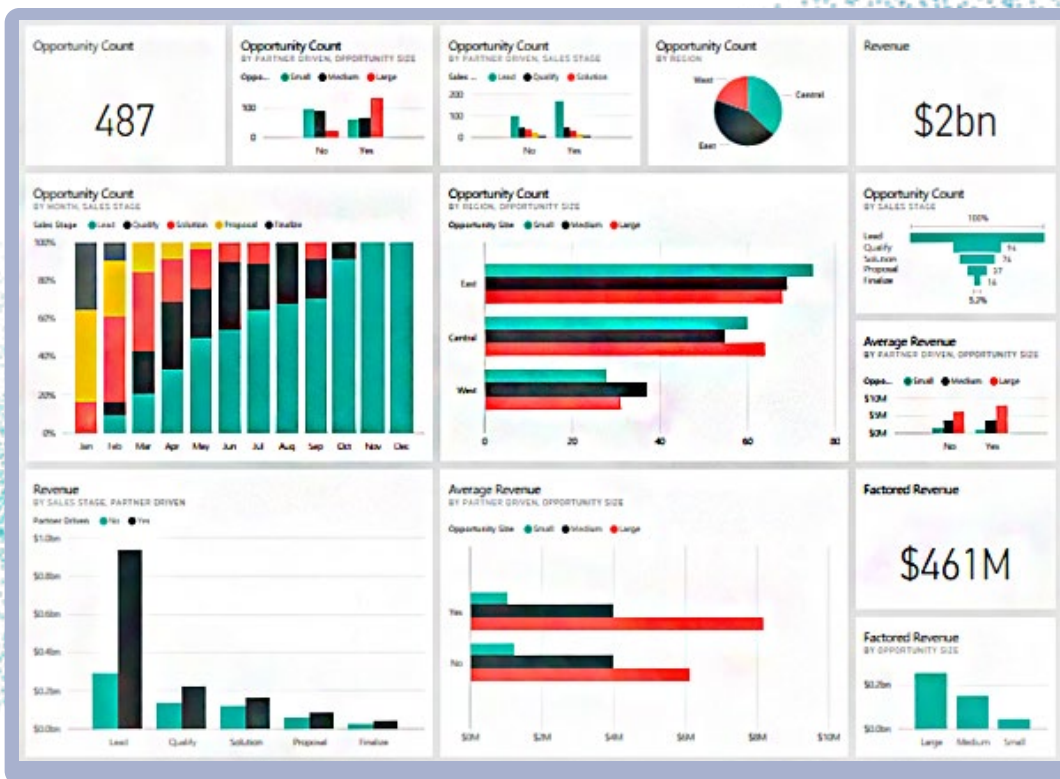 Opportunity Count
487
Opportunity Count
BY PARTNER DRIVEN, OPPORTUNITY SIZE
Oppo... Small Medium Large
100
0
No Yes
Opportunity Count
BY PARTNER DRIVEN, SALES STAGE
Sales ... Lead Qualify Solution
200
100
0
No Yes
Opportunity Count
BY REGION
West
Central
East
Revenue
$2bn
Opportunity Count
BY MONTH, SALES STAGE
Sales Stage Lead Qualify Solution Proposal Finalize
100%
80%
60%
40%
20%
0%
Jan Feb Mar Apr May Jun Jul Aug Sep Oct Nov Dec
Opportunity Count
BY REGION, OPPORTUNITY SIZE
Opportunity Size Small Medium Large
East
Central
West
0 20 40 60 80
Opportunity Count
BY SALES STAGE
100%
Lead
Qualify 94
Solution 74
Proposal 37
Finalize 14
5.2%
Average Revenue
BY PARTNER DRIVEN, OPPORTUNITY SIZE
Oppo... Small Medium Large
$10M
$5M
$0M
No Yes
Revenue
BY SALES STAGE, PARTNER DRIVEN
Partner Driven No Yes
$1.0bn
$0.8bn
$0.6bn
$0.4bn
$0.2bn
$0.0bn
Lead Qualify Solution Proposal Finalize
Average Revenue
BY PARTNER DRIVEN, OPPORTUNITY SIZE
Opportunity Size Small Medium Large
Yes
No
$0M $2M $4M $6M $8M $10M
Factored Revenue
$461M
Factored Revenue
BY OPPORTUNITY SIZE
$0.2bn
$0.0bn
Large Medium Small